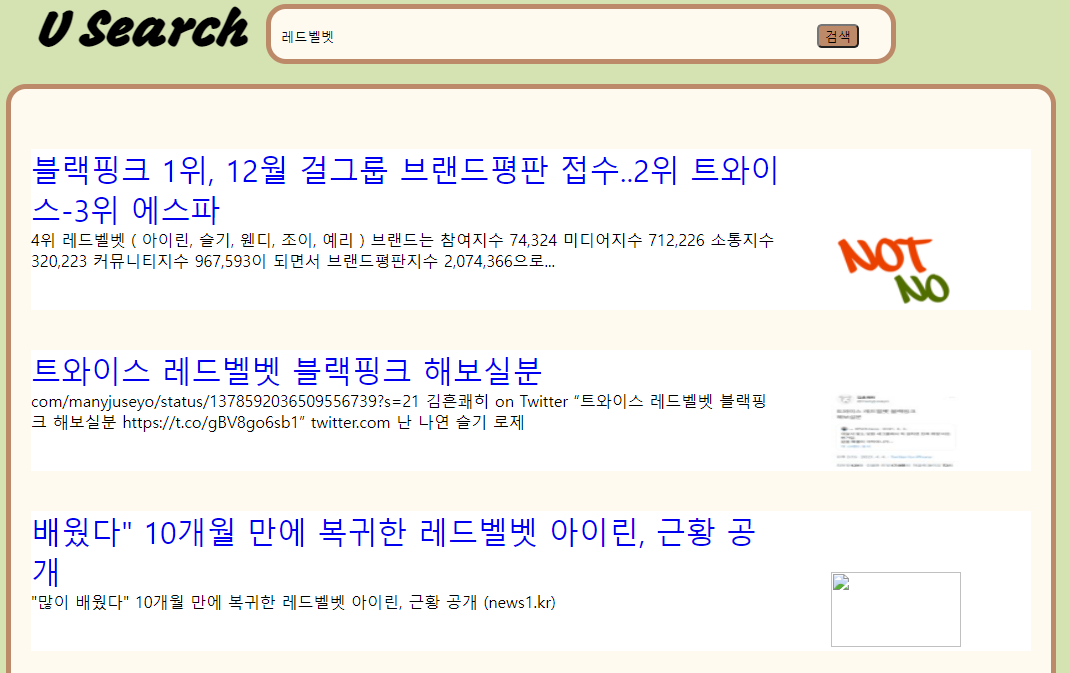 U Search
레드벨벳
검색
블랙핑크 1위, 12월 걸그룹 브랜드평판 접수..2위 트와이
스-3위 에스파
4위 레드벨벳 ( 아이린, 슬기, 웬디, 조이, 예리 ) 브랜드는 참여지수 74,324 미디어지수 712,226 소통지수
320,223 커뮤니티지수 967,593이 되면서 브랜드평판지수 2,074,366으로...
NOT
NO
트와이스 레드벨벳 블랙핑크 해보실분
com/manyjuseyo/status/1378592036509556739?s=21 김흔쾌히 on Twitter “트와이스 레드벨벳 블랙핑
크 해보실분 https://t.co/gBV8go6sb1” twitter.com 난 나연 슬기 로제
배웠다" 10개월 만에 복귀한 레드벨벳 아이린, 근황 공
개
"많이 배웠다" 10개월 만에 복귀한 레드벨벳 아이린, 근황 공개 (news1.kr)